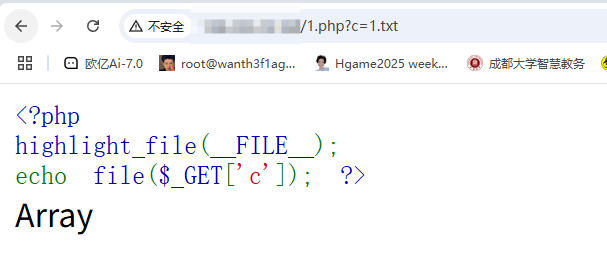 不安全 /1.php?c=1.txt
欧亿Ai-7.0 root@wanth3f1ag... Hgame2025 week... 成都大学智慧教务
<?php
highlight_file(__FILE__);
echo file($_GET['c']); ?>
Array